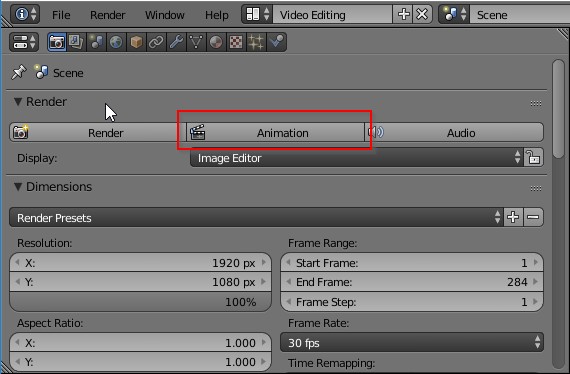 File Render Window Help Video Editing Scene
Scene
Render
Render Animation Audio
Display: Image Editor
Dimensions
Render Presets
Resolution: Frame Range:
X: 1920 px Start Frame: 1
Y: 1080 px End Frame: 284
100% Frame Step: 1
Aspect Ratio: Frame Rate:
X: 1.000 30 fps
Y: 1.000 Time Remapping: